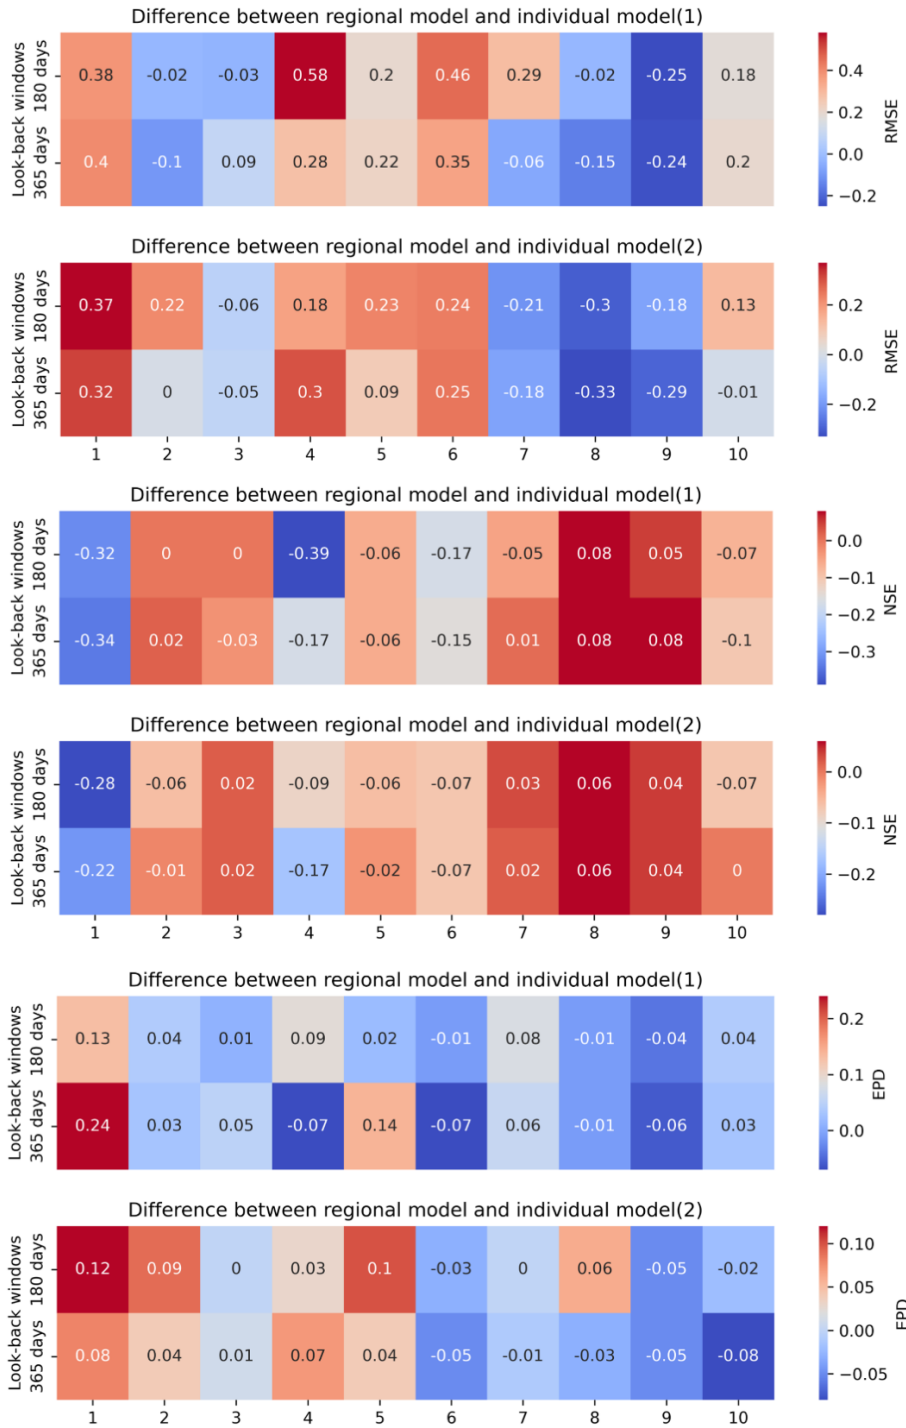 Difference between regional model and individual model(1)
Look-back windows
180 days
0.38 -0.02 -0.03 0.58 0.2 0.46 0.29 -0.02 -0.25 0.18
365 days
0.4 -0.1 0.09 0.28 0.22 0.35 -0.06 -0.15 -0.24 0.2
0.4
0.2
0.0
−0.2
RMSE
Difference between regional model and individual model(2)
Look-back windows
180 days
0.37 0.22 -0.06 0.18 0.23 0.24 -0.21 -0.3 -0.18 0.13
365 days
0.32 0 -0.05 0.3 0.09 0.25 -0.18 -0.33 -0.29 -0.01
1 2 3 4 5 6 7 8 9 10
0.2
0.0
−0.2
RMSE
Difference between regional model and individual model(1)
Look-back windows
180 days
-0.32 0 0 -0.39 -0.06 -0.17 -0.05 0.08 0.05 -0.07
365 days
-0.34 0.02 -0.03 -0.17 -0.06 -0.15 0.01 0.08 0.08 -0.1
0.0
−0.1
−0.2
−0.3
NSE
Difference between regional model and individual model(2)
Look-back windows
180 days
-0.28 -0.06 0.02 -0.09 -0.06 -0.07 0.03 0.06 0.04 -0.07
365 days
-0.22 -0.01 0.02 -0.17 -0.02 -0.07 0.02 0.06 0.04 0
1 2 3 4 5 6 7 8 9 10
0.0
−0.1
−0.2
NSE
Difference between regional model and individual model(1)
Look-back windows
180 days
0.13 0.04 0.01 0.09 0.02 -0.01 0.08 -0.01 -0.04 0.04
365 days
0.24 0.03 0.05 -0.07 0.14 -0.07 0.06 -0.01 -0.06 0.03
0.2
0.1
0.0
EPD
Difference between regional model and individual model(2)
Look-back windows
180 days
0.12 0.09 0 0.03 0.1 -0.03 0 0.06 -0.05 -0.02
365 days
0.08 0.04 0.01 0.07 0.04 -0.05 -0.01 -0.03 -0.05 -0.08
1 2 3 4 5 6 7 8 9 10
0.10
0.05
0.00
−0.05
EPD